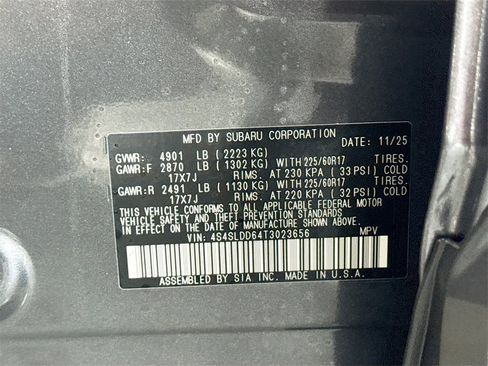 MFD BY SUBARU CORPORATION
DATE: 11/25
GVWR: 4901 LB (2223 KG)
GAWR:F 2870 LB (1302 KG) WITH 225/60R17 TIRES.
17X7J RIMS. AT 230 KPA (33 PSI) COLD
GAWR:R 2491 LB (1130 KG) WITH 225/60R17 TIRES.
17X7J RIMS. AT 220 KPA (32 PSI) COLD
THIS VEHICLE CONFORMS TO ALL APPLICABLE FEDERAL MOTOR
VEHICLE SAFETY AND THEFT PREVENTION STANDARDS IN
EFFECT ON THE DATE OF MANUFACTURE SHOWN ABOVE.
VIN: 4S4SLDD64T3023656 MPV
ASSEMBLED BY SIA INC. MADE IN U.S.A.